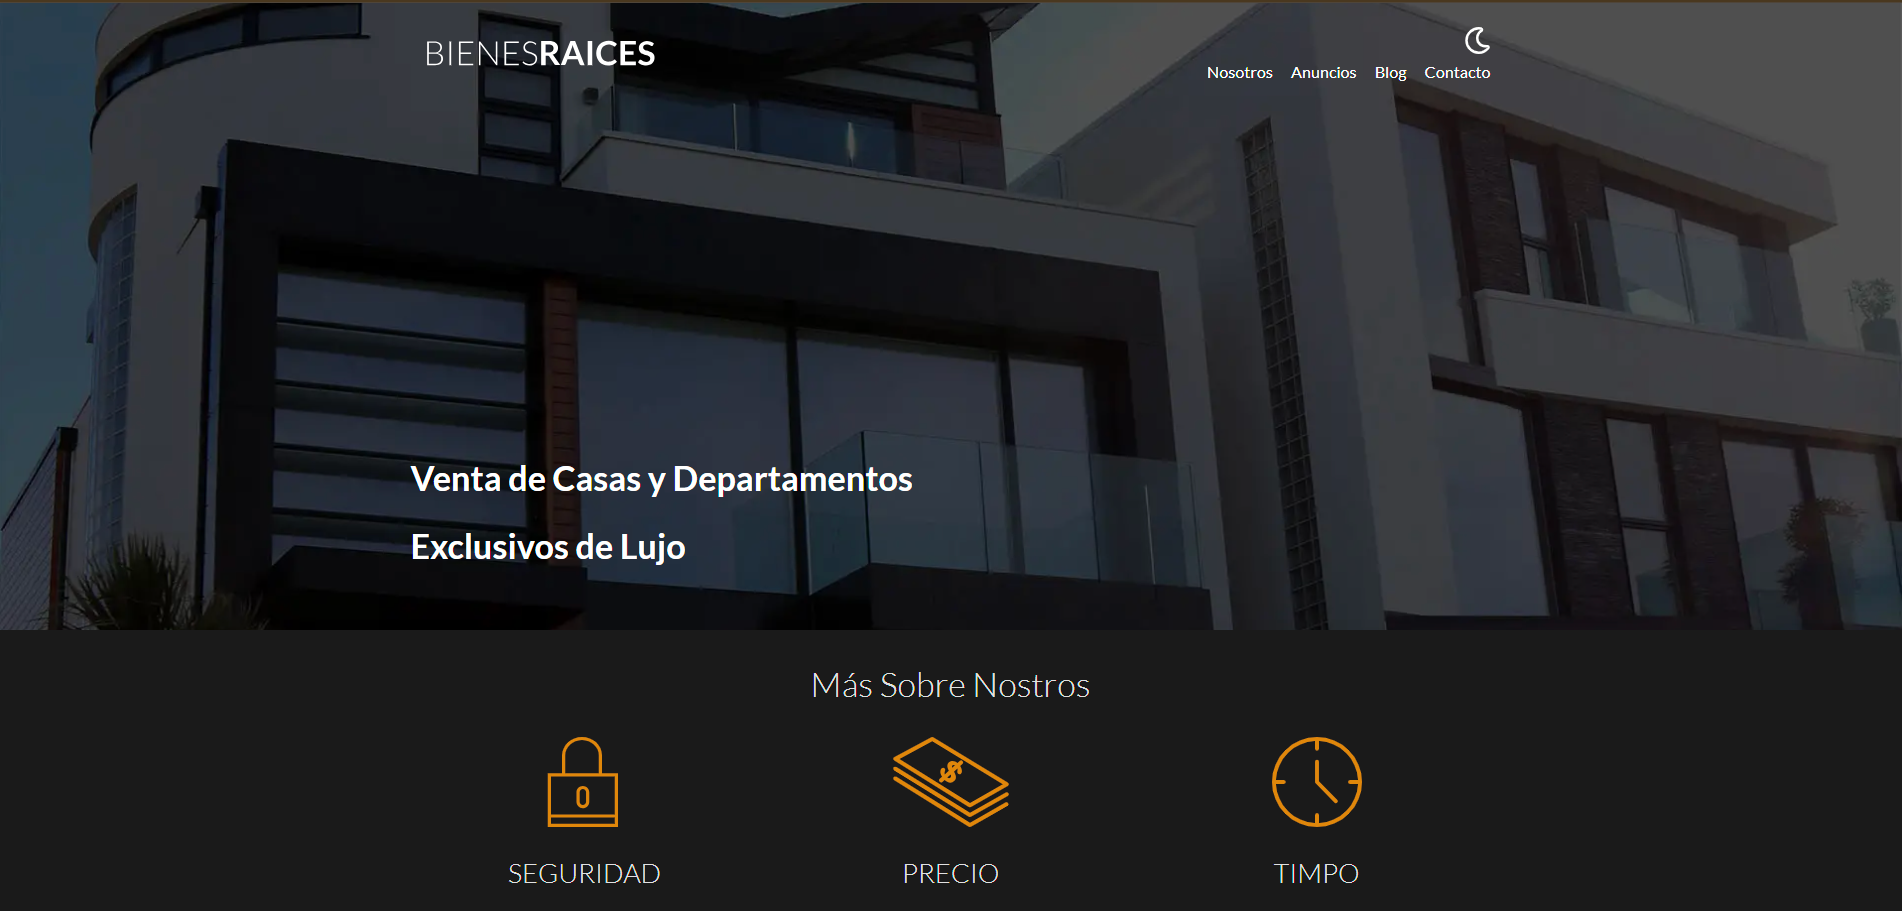 BIENESRAICES
Nosotros Anuncios Blog Contacto
Venta de Casas y Departamentos
Exclusivos de Lujo
Más Sobre Nostros
$
0
SEGURIDAD PRECIO TIMPO